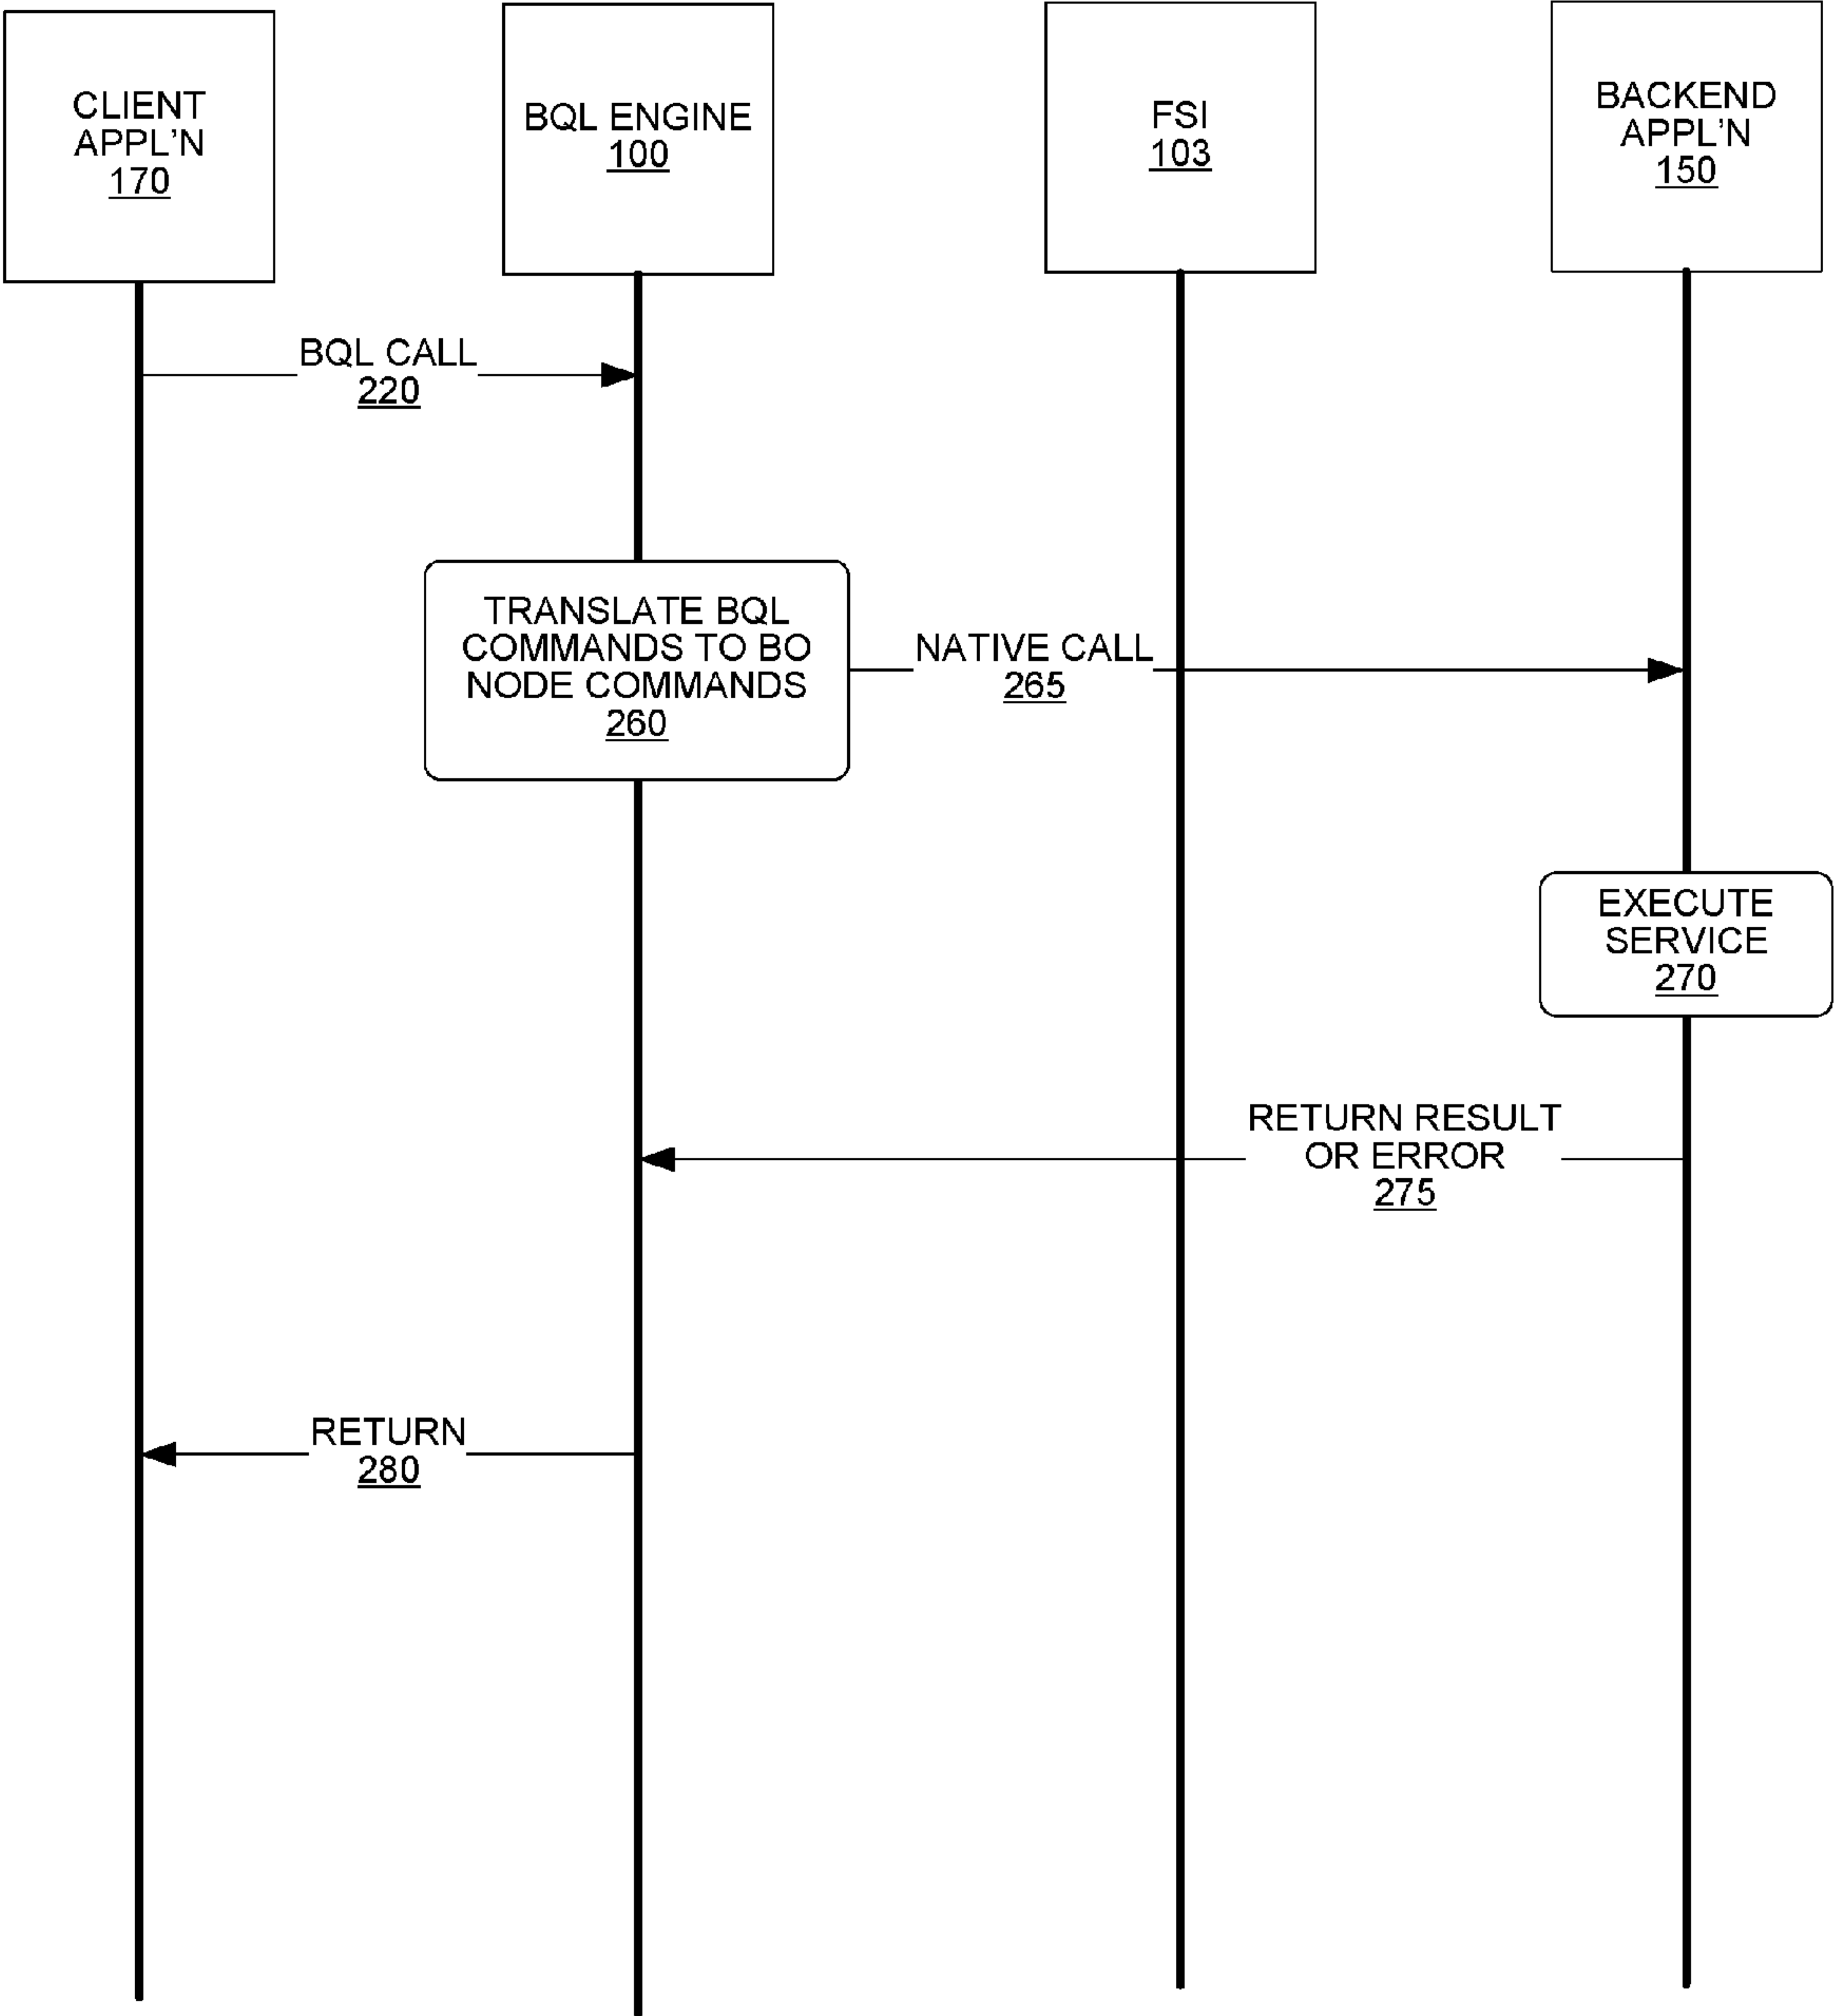 CLIENT
APPL'N
170
BQL ENGINE
100
FSI
103
BACKEND
APPL'N
150
BQL CALL
220
TRANSLATE BQL
COMMANDS TO BO
NODE COMMANDS
260
NATIVE CALL
265
EXECUTE
SERVICE
270
RETURN RESULT
OR ERROR
275
RETURN
280